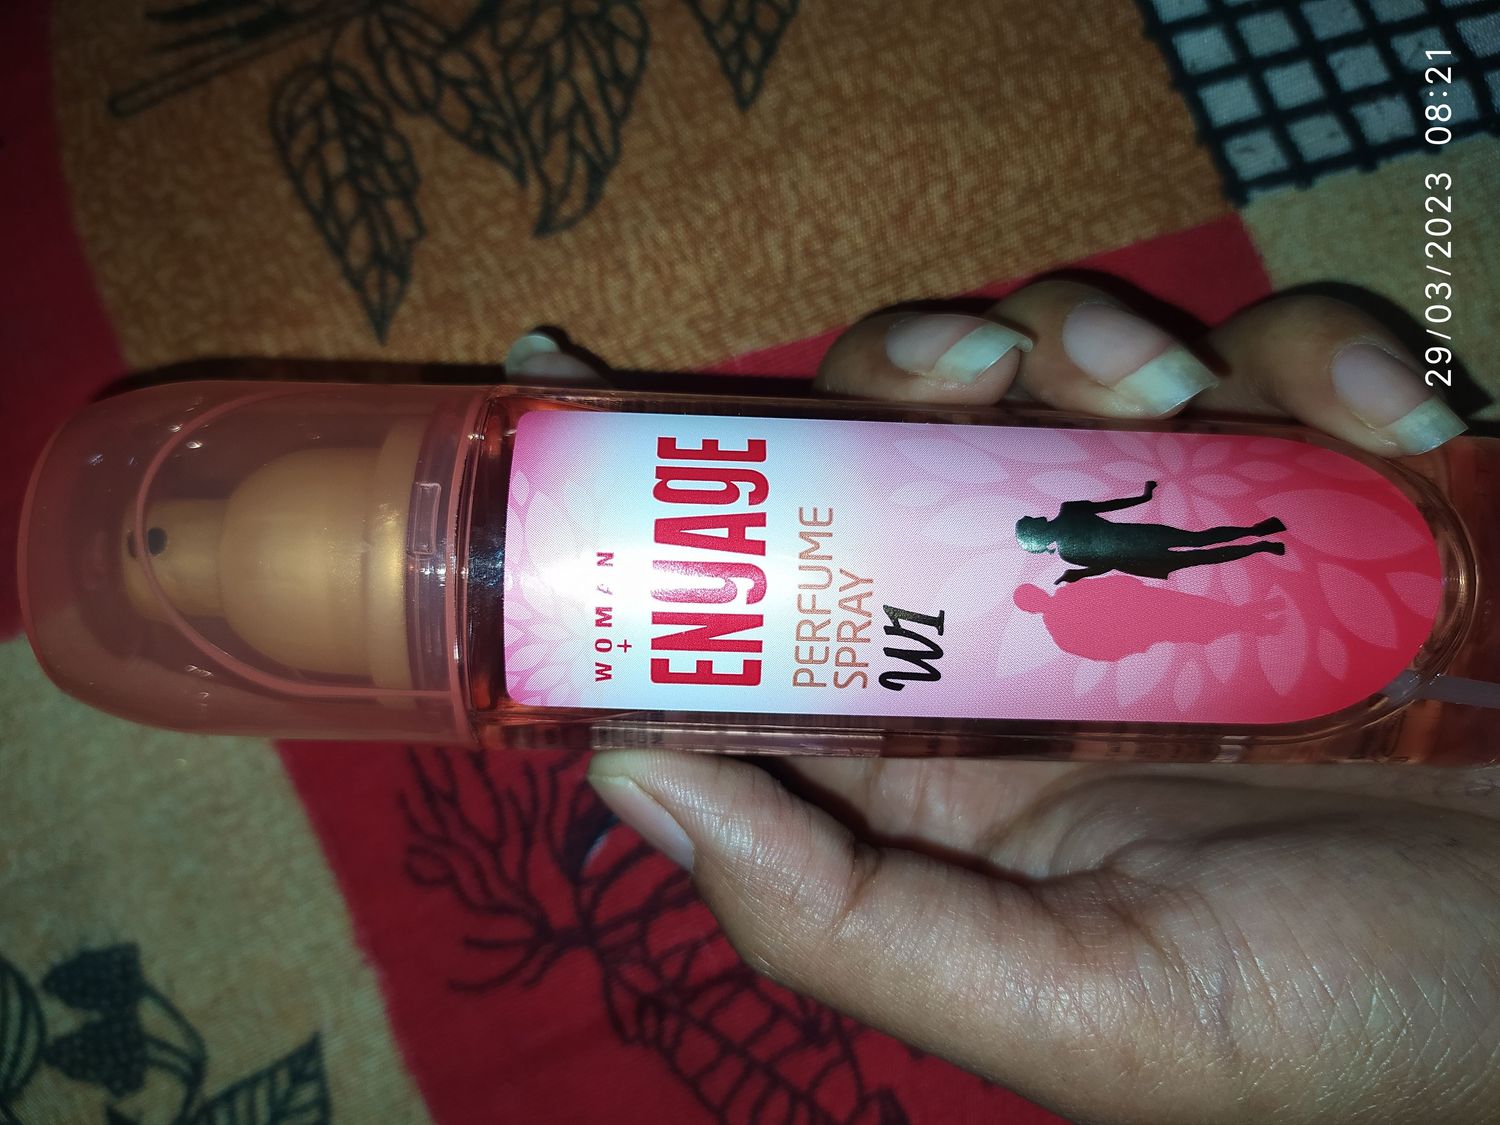 WOMAN
+
ENGAGE
PERFUME
SPRAY
W1
29/03/2023 08:21